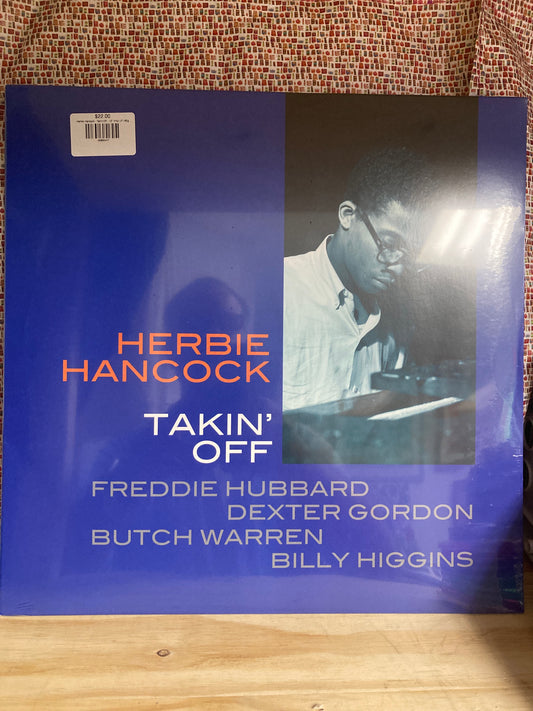 $22.00
HERBIE
HANCOCK
TAKIN'
OFF
FREDDIE HUBBARD
DEXTER GORDON
BUTCH WARREN
BILLY HIGGINS